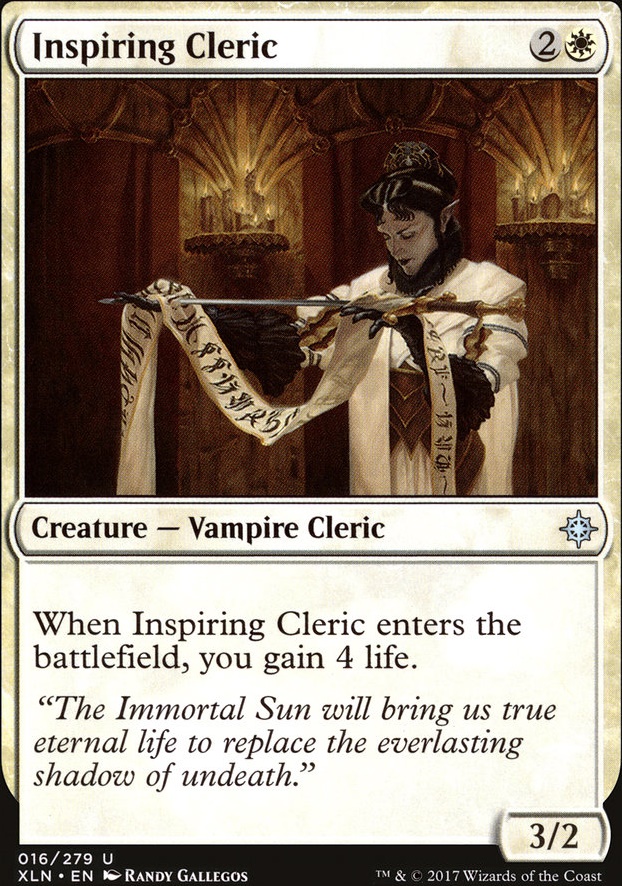 Inspiring Cleric 2
Creature — Vampire Cleric
When Inspiring Cleric enters the
battlefield, you gain 4 life.
“The Immortal Sun will bring us true
eternal life to replace the everlasting
shadow of undeath.”
3/2
016/279 U
XLN • EN RANDY GALLEGOS
™ & © 2017 Wizards of the Coast